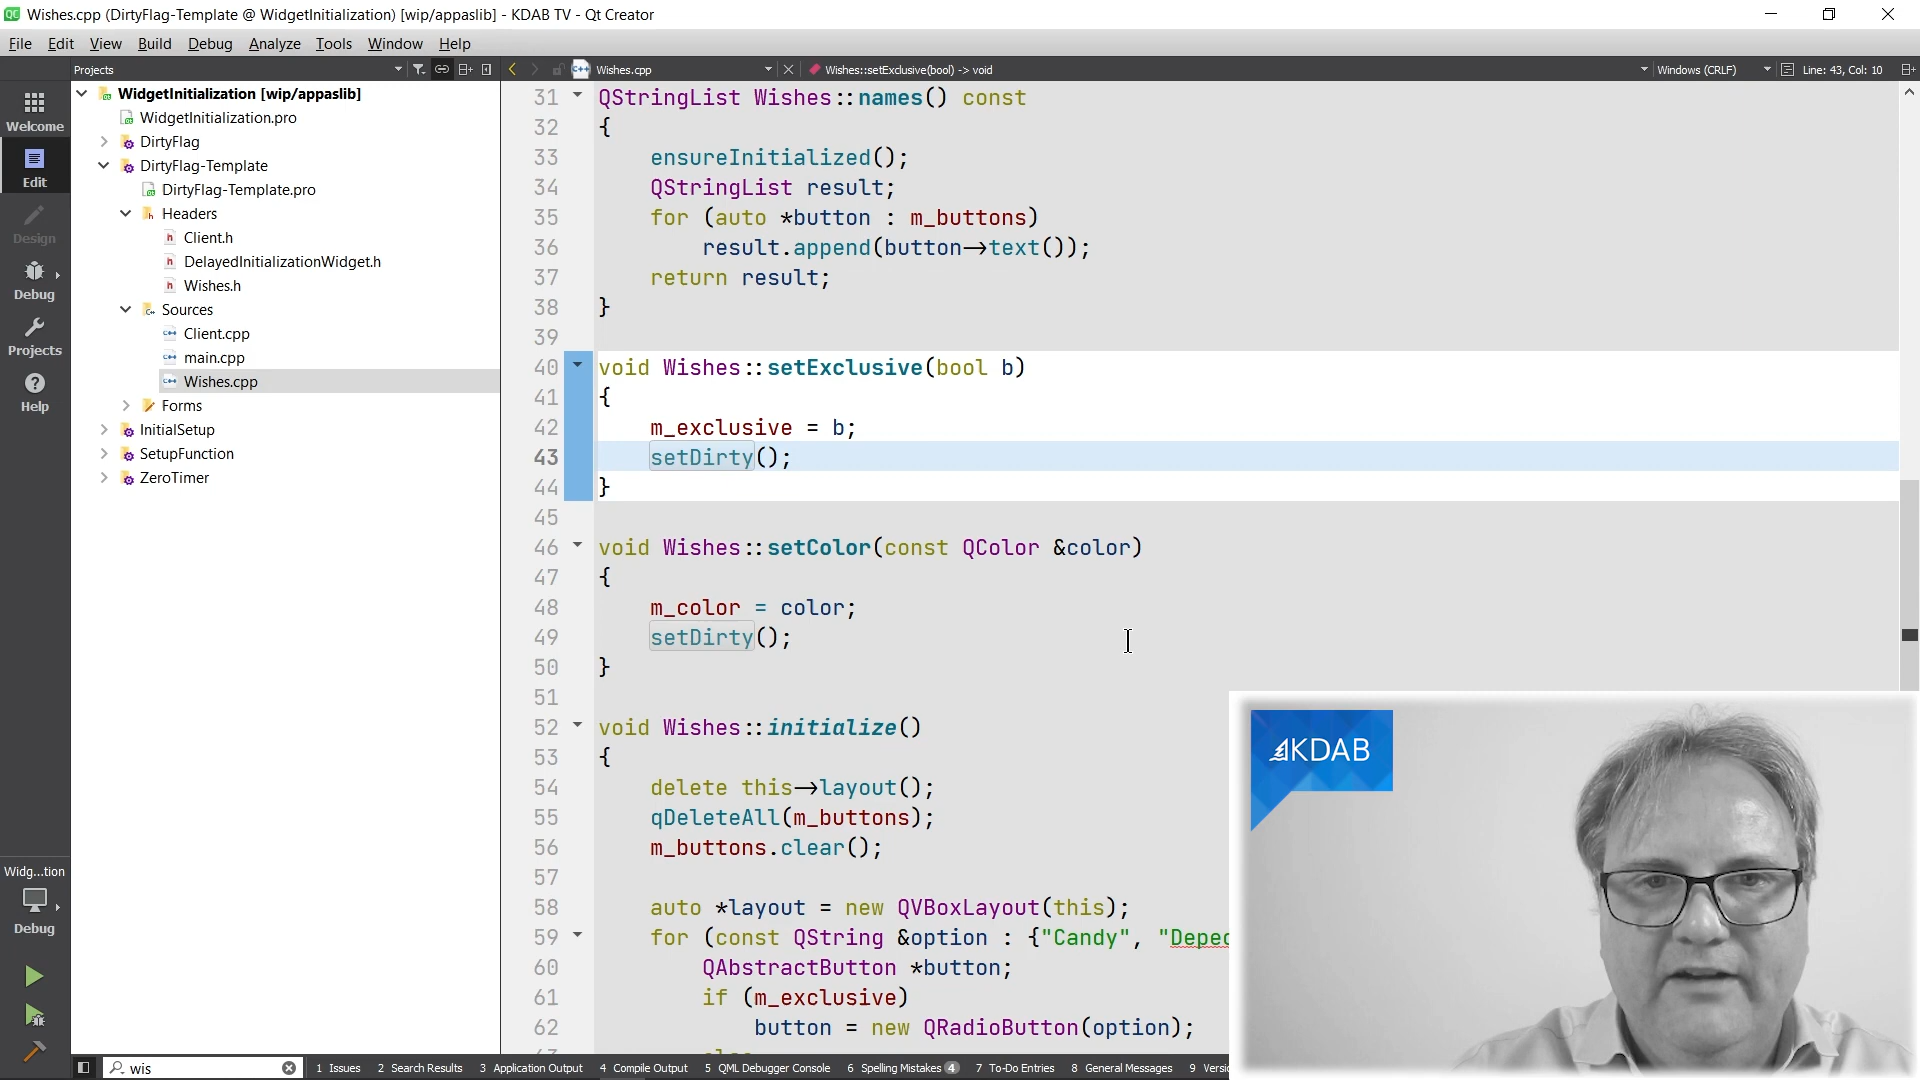 Wishes.cpp (DirtyFlag-Template @ WidgetInitialization) [wip/appaslib] - KDAB TV - Qt Creator
File Edit View Build Debug Analyze Tools Window Help
Projects
Wishes.cpp
Wishes::setExclusive(bool) -> void
Windows (CRLF)
Line: 43, Col: 10
Welcome
Edit
Design
Debug
Projects
Help
Widg...tion
Debug
WidgetInitialization [wip/appaslib]
WidgetInitialization.pro
DirtyFlag
DirtyFlag-Template
DirtyFlag-Template.pro
Headers
Client.h
DelayedInitializationWidget.h
Wishes.h
Sources
Client.cpp
main.cpp
Wishes.cpp
Forms
InitialSetup
SetupFunction
ZeroTimer
31 QStringList Wishes::names() const
32 {
33 ensureInitialized();
34 QStringList result;
35 for (auto *button : m_buttons)
36 result.append(button→text());
37 return result;
38 }
39
40 void Wishes::setExclusive(bool b)
41 {
42 m_exclusive = b;
43 setDirty();
44 }
45
46 void Wishes::setColor(const QColor &color)
47 {
48 m_color = color;
49 setDirty();
50 }
51
52 void Wishes::initialize()
53 {
54 delete this→layout();
55 qDeleteAll(m_buttons);
56 m_buttons.clear();
57
58 auto *layout = new QVBoxLayout(this);
59 for (const QString &option : {"Candy", "Depec
60 QAbstractButton *button;
61 if (m_exclusive)
62 button = new QRadioButton(option);
KDAB
wis
1 Issues 2 Search Results 3 Application Output 4 Compile Output 5 QML Debugger Console 6 Spelling Mistakes 4 7 To-Do Entries 8 General Messages 9 Versi